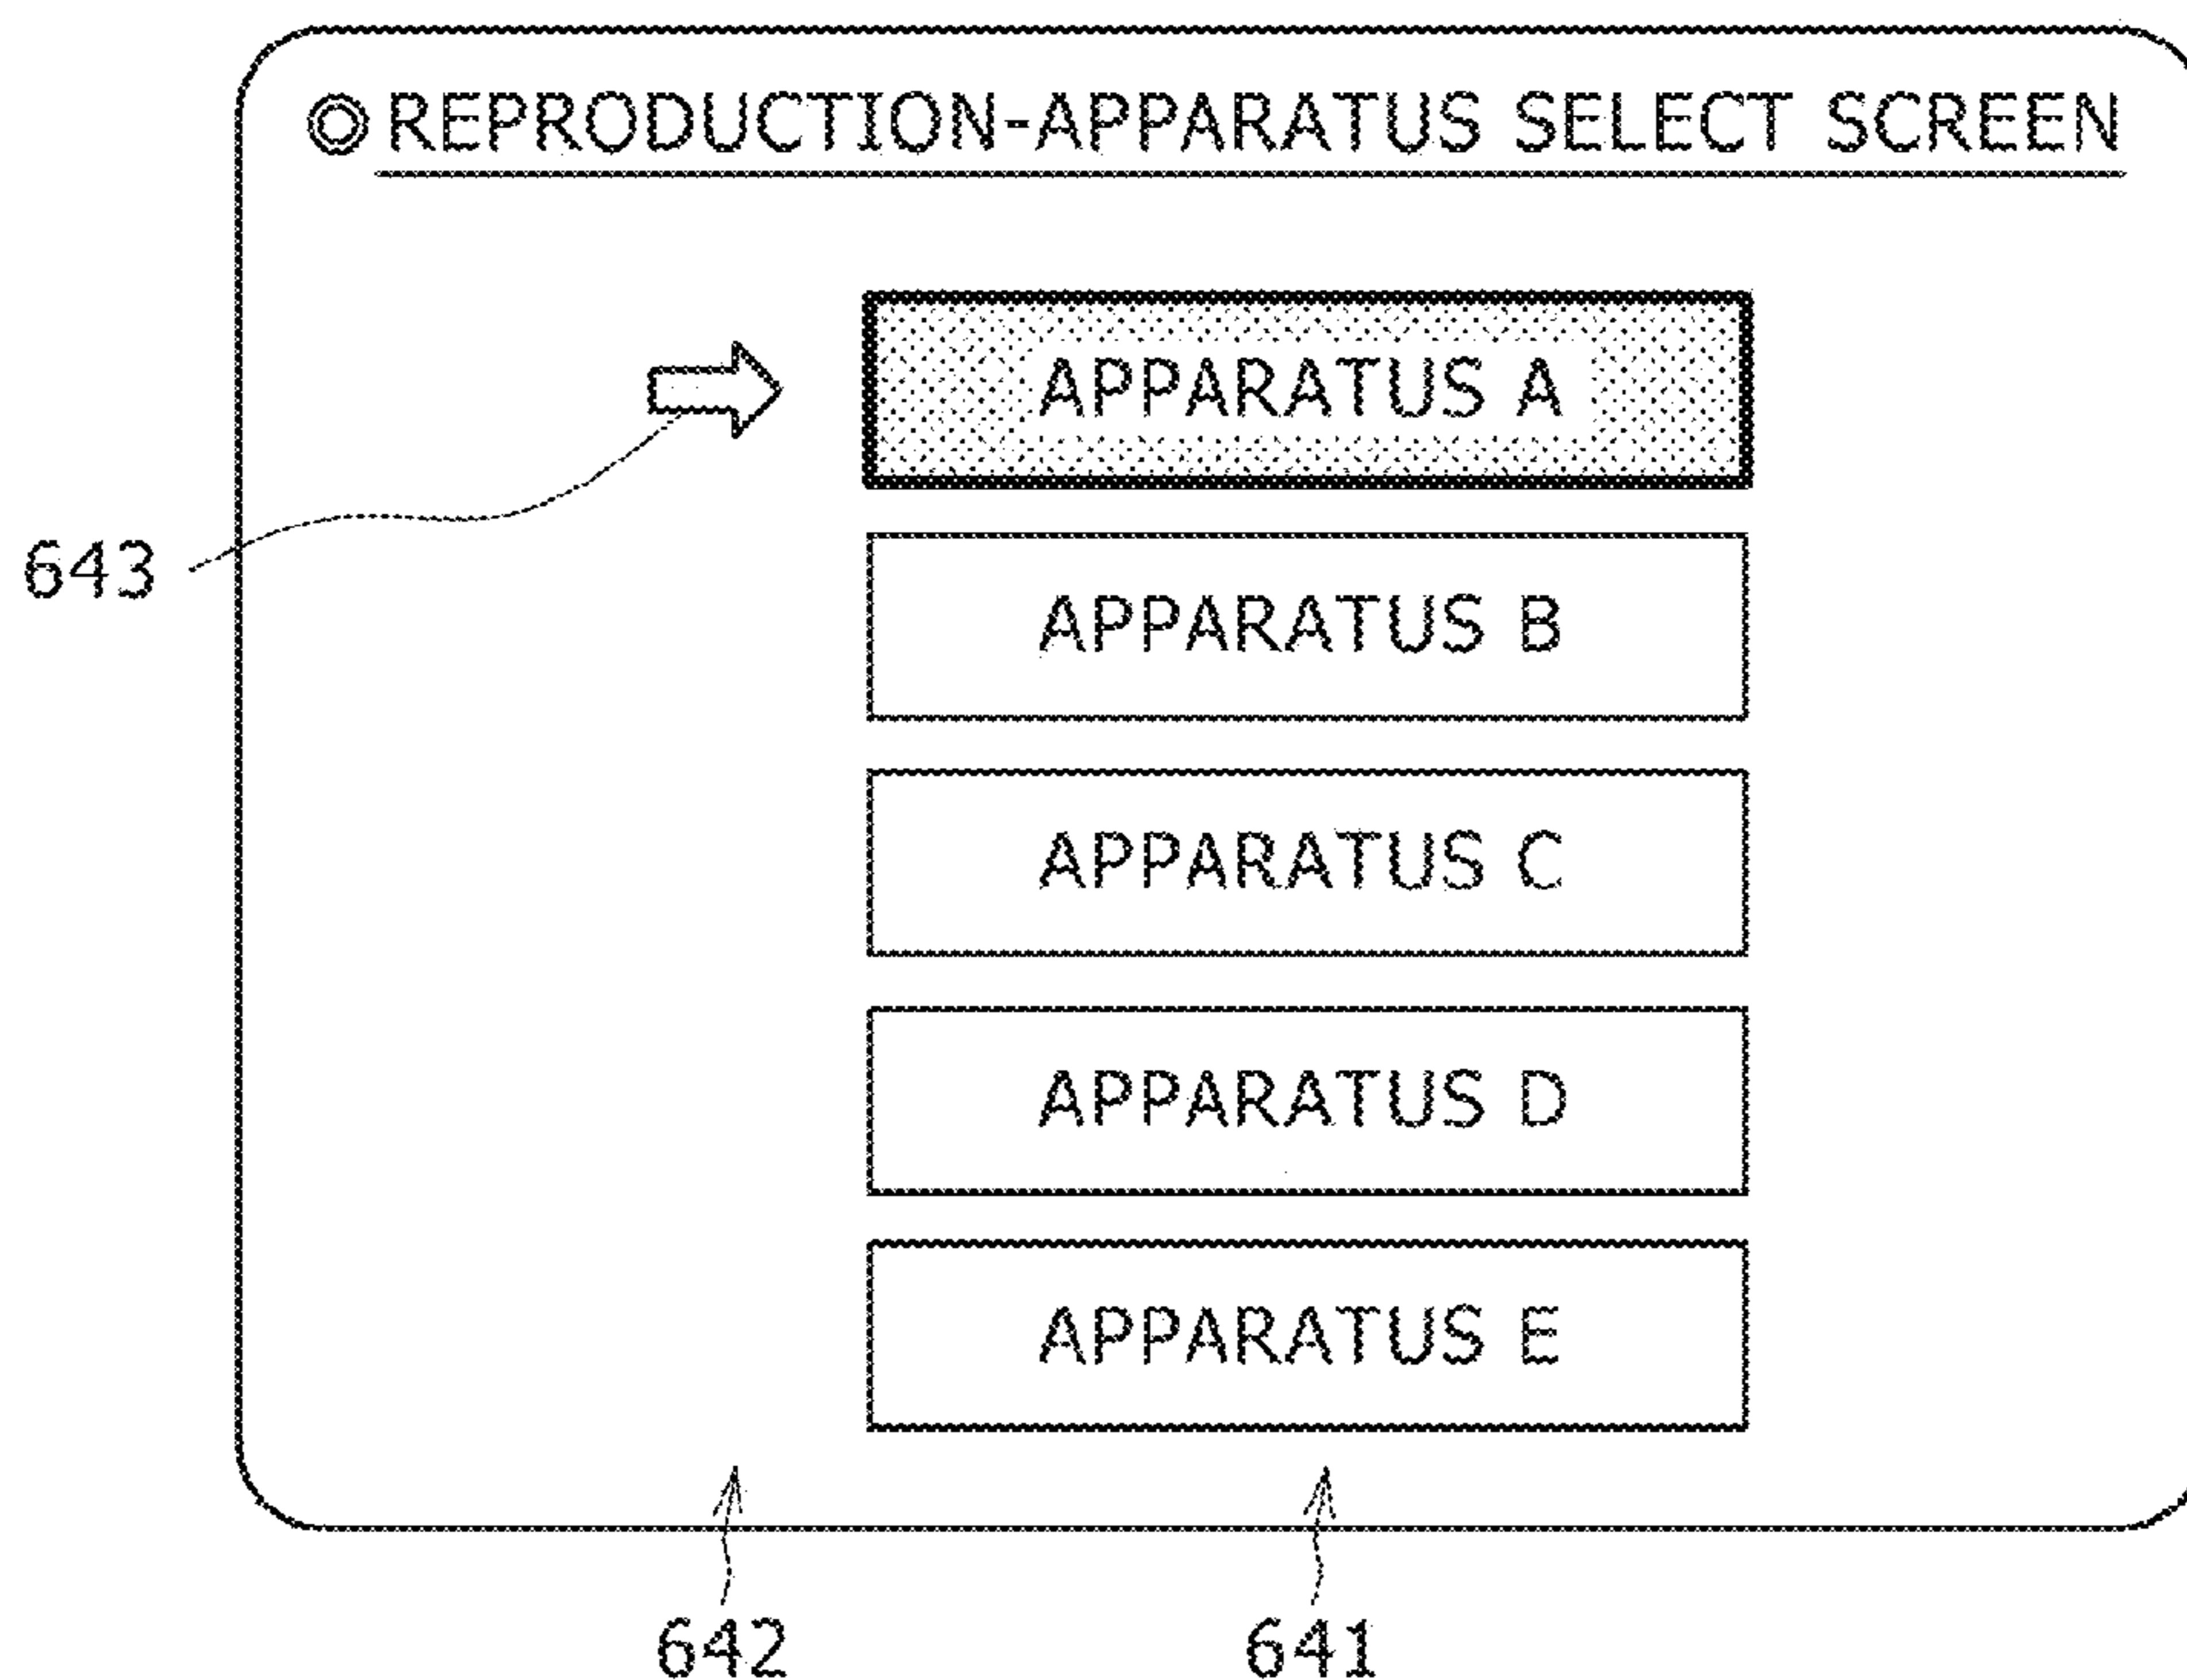 ◎REPRODUCTION-APPARATUS SELECT SCREEN
APPARATUS A
643
APPARATUS B
APPARATUS C
APPARATUS D
APPARATUS E
642 641